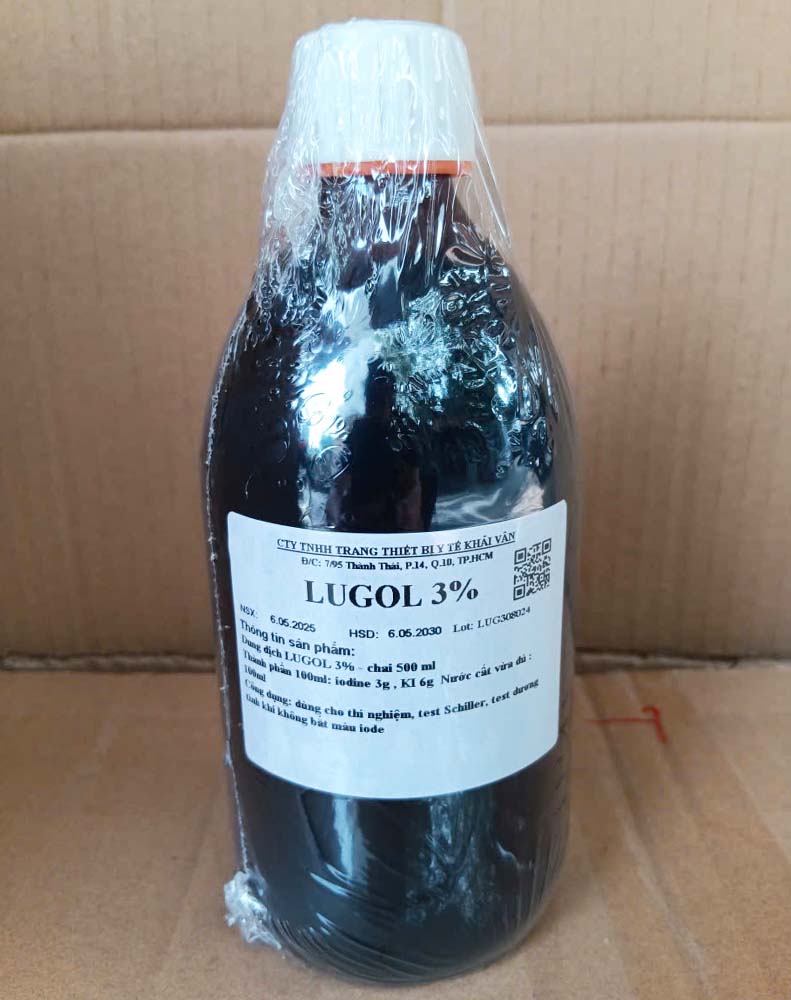 CTY TNHH TRANG THIẾT BỊ Y TẾ KHẢI VÂN
Đ/C: 7/95 Thành Thái, P.14, Q.10, TP.HCM
LUGOL 3%
NSX: 6.05.2025 HSD: 6.05.2030 Lot: LUG308024
Thông tin sản phẩm:
Dung dịch LUGOL 3% - chai 500 ml
Thành phần 100ml: iodine 3g , KI 6g Nước cất vừa đủ :
100ml
Công dụng: dùng cho thí nghiệm, test Schiller, test dương
tính khi không bắt màu iode